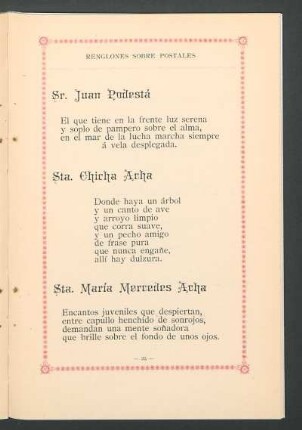 RENGLONES SOBRE POSTALES
Sr. Juan Podestá
El que tiene en la frente luz serena
y soplo de pampero sobre el alma,
en el mar de la lucha marcha siempre
á vela desplegada.
Sta. Chicha Acha
Donde haya un árbol
y un canto de ave
y arroyo limpio
que corra suave,
y un pecho amigo
de frase pura
que nunca engañe,
allí hay dulzura.
Sta. María Mercedes Acha
Encantos juveniles que despiertan,
entre capullo henchido de sonrojos,
demandan una mente soñadora
que brille sobre el fondo de unos ojos.